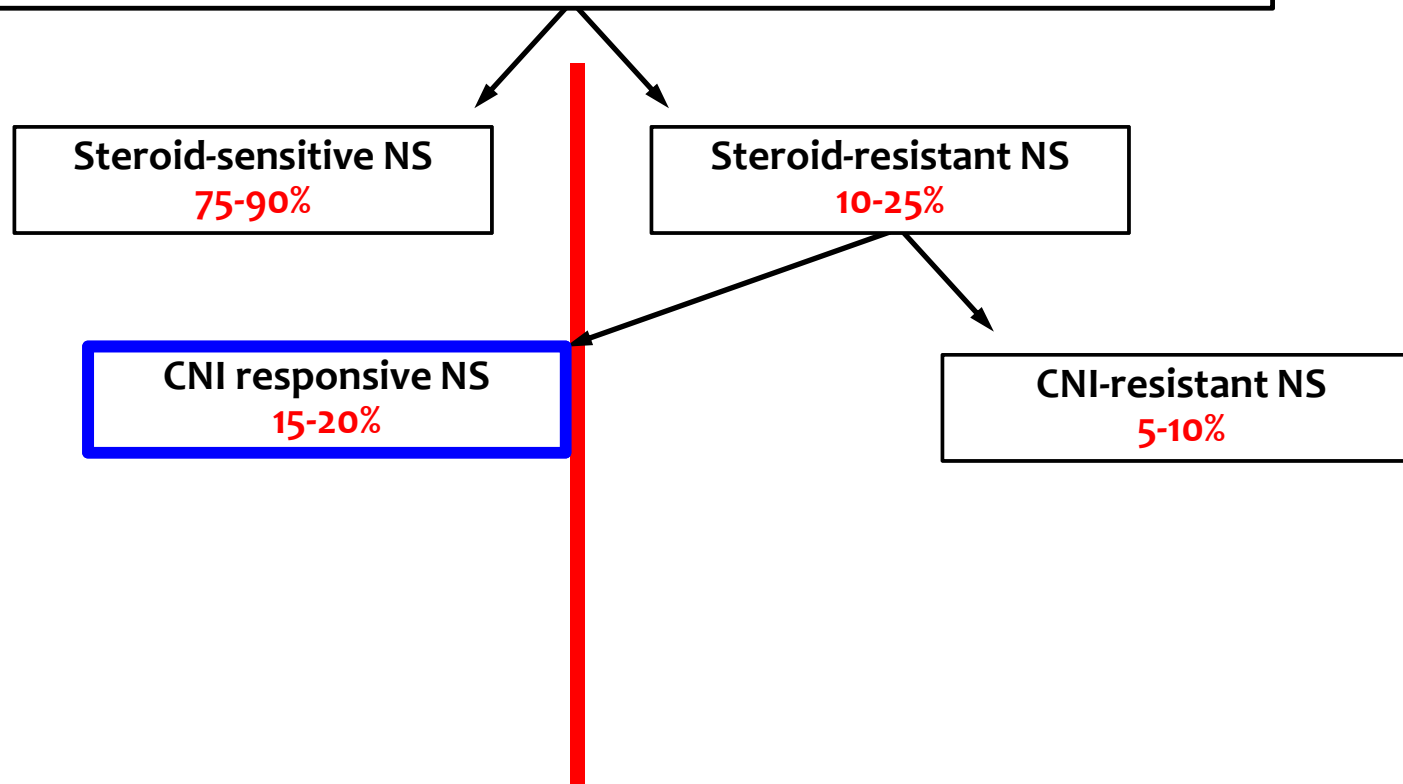 Steroid-sensitive NS
75-90%
Steroid-resistant NS
10-25%
CNI responsive NS
15-20%
CNI-resistant NS
5-10%